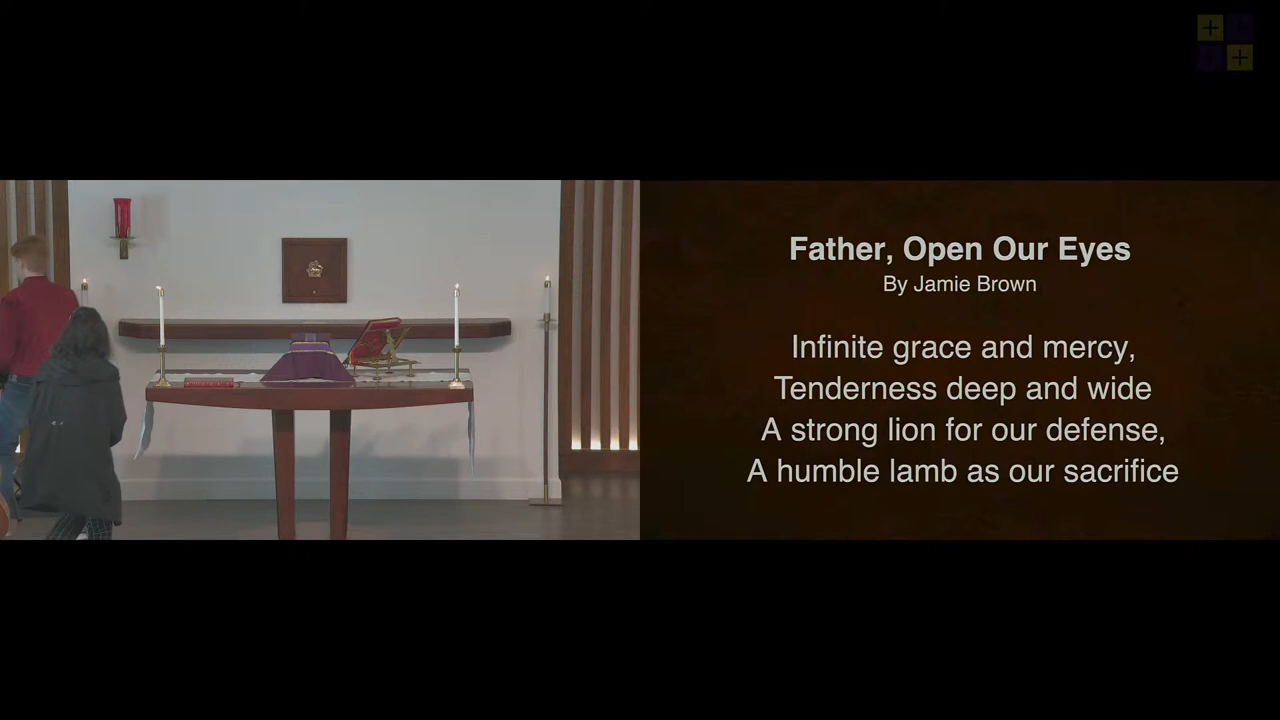 Father, Open Our Eyes
By Jamie Brown
Infinite grace and mercy,
Tenderness deep and wide
A strong lion for our defense,
A humble lamb as our sacrifice